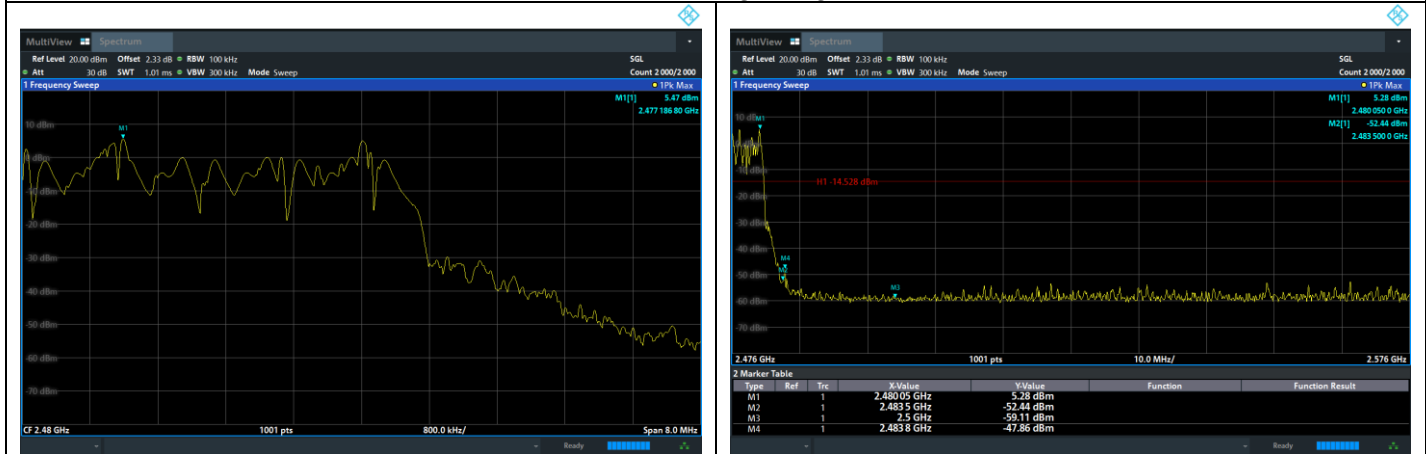 MultiView Spectrum
Ref Level 20.00 dBm Offset 2.33 dB RBW 100 kHz SGL
Att 30 dB SWT 1.01 ms VBW 300 kHz Mode Sweep Count 2 000/2 000
1 Frequency Sweep 1Pk Max
M1[1] 5.47 dBm
2.477 186 80 GHz
10 dBm
M1
0 dBm
-10 dBm
-20 dBm
-30 dBm
-40 dBm
-50 dBm
-60 dBm
-70 dBm
CF 2.48 GHz 1001 pts 800.0 kHz/ Span 8.0 MHz
Ready
MultiView Spectrum
Ref Level 20.00 dBm Offset 2.33 dB RBW 100 kHz SGL
Att 30 dB SWT 1.01 ms VBW 300 kHz Mode Sweep Count 2 000/2 000
1 Frequency Sweep 1Pk Max
M1[1] 5.28 dBm
2.480 050 0 GHz
M2[1] -52.44 dBm
2.483 500 0 GHz
10 dBm
M1
0 dBm
-10 dBm
H1 -14.528 dBm
-20 dBm
-30 dBm
-40 dBm
M4
-50 dBm
M2
M3
-60 dBm
-70 dBm
2.476 GHz 1001 pts 10.0 MHz/ 2.576 GHz
2 Marker Table
Type Ref Trc X-Value Y-Value Function Function Result
M1 1 2.480 05 GHz 5.28 dBm
M2 1 2.483 5 GHz -52.44 dBm
M3 1 2.5 GHz -59.11 dBm
M4 1 2.483 8 GHz -47.86 dBm
Ready